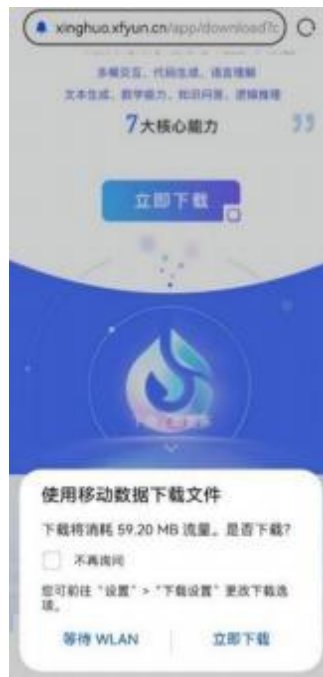 xinghuo.xfyun.cn/app/download?c
多模交互、代码生成、语言理解
文本生成、数学能力、知识问答、逻辑推理
7大核心能力
立即下载
使用移动数据下载文件
下载将消耗 59.20 MB 流量。是否下载?
不再询问
您可前往“设置”>“下载设置”更改下载选
项。
等待 WLAN
立即下载